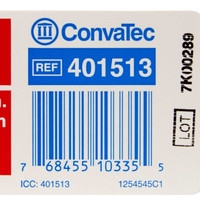 ConvaTec
REF 401513
7 68455 10335 5
ICC: 401513
1254545C1
7K00289
LOT